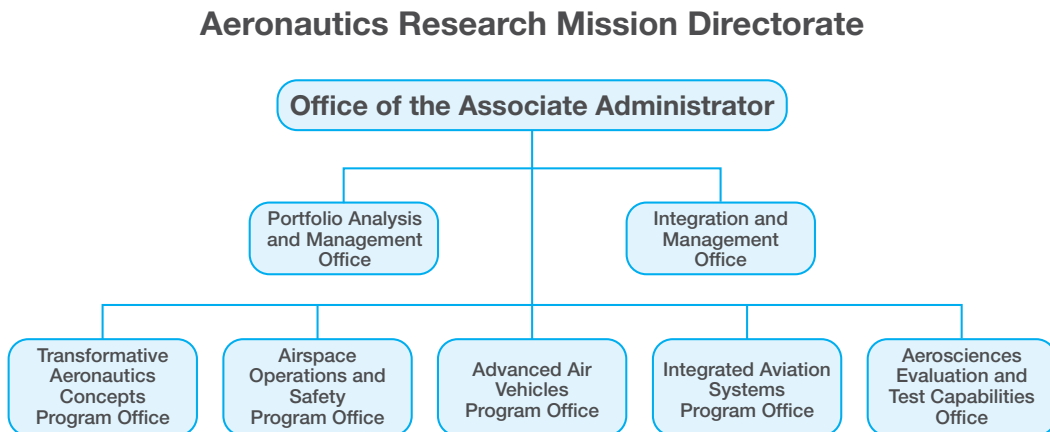 Aeronautics Research Mission Directorate
Office of the Associate Administrator
Portfolio Analysis
and Management
Office
Integration and
Management
Office
Transformative
Aeronautics
Concepts
Program Office
Airspace
Operations and
Safety
Program Office
Advanced Air
Vehicles
Program Office
Integrated Aviation
Systems
Program Office
Aerosciences
Evaluation and
Test Capabilities
Office